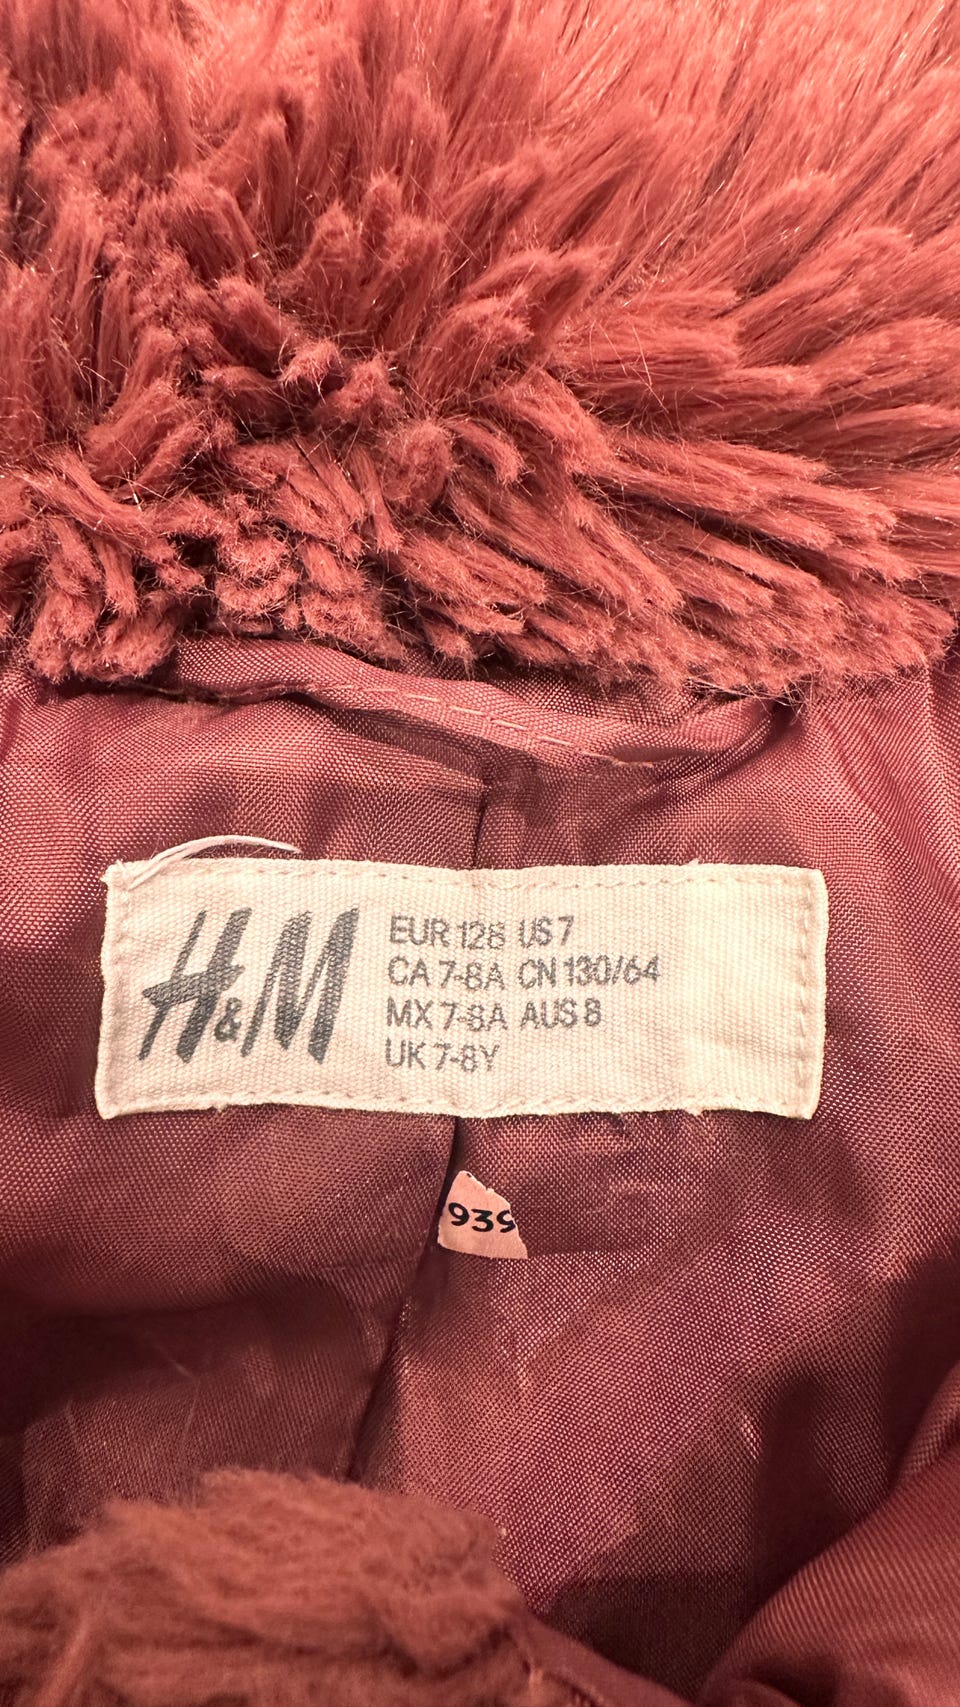 H&M
EUR 128 US 7
CA 7-8A CN 130/64
MX 7-8A AUS 8
UK 7-8Y
939